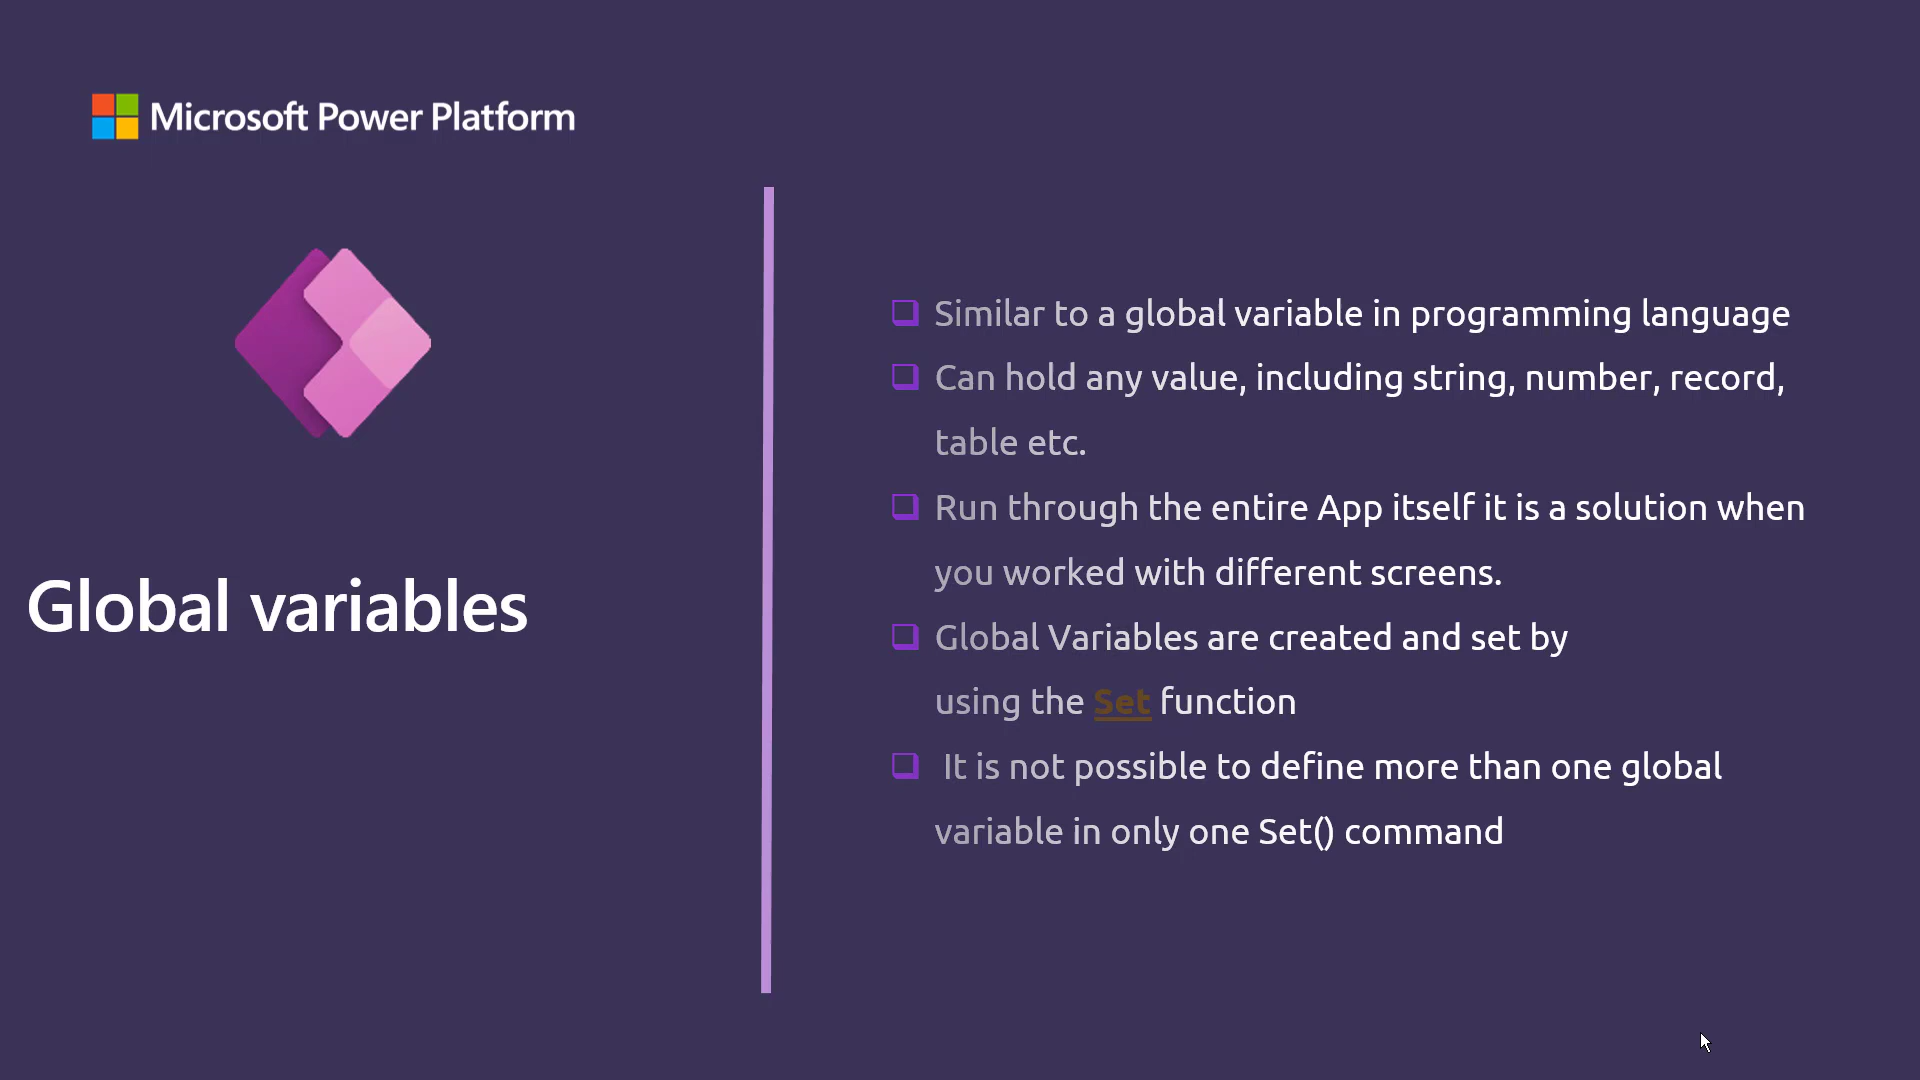 Microsoft Power Platform
Global variables
Similar to a global variable in programming language
Can hold any value, including string, number, record,
table etc.
Run through the entire App itself it is a solution when
you worked with different screens.
Global Variables are created and set by
using the Set function
It is not possible to define more than one global
variable in only one Set() command